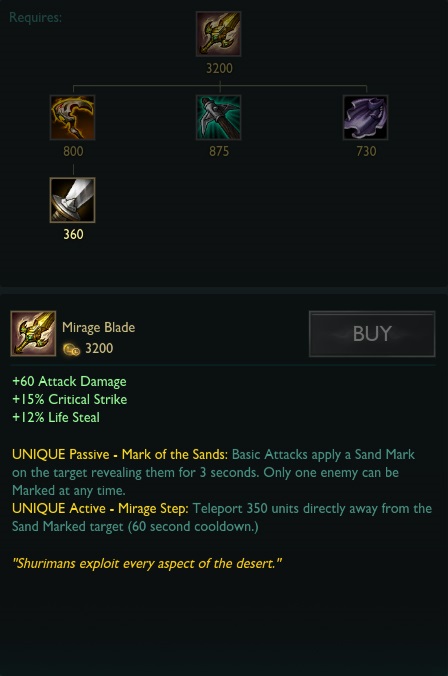 Requires:
3200
800 875 730
360
Mirage Blade
3200
BUY
+60 Attack Damage
+15% Critical Strike
+12% Life Steal
UNIQUE Passive - Mark of the Sands: Basic Attacks apply a Sand Mark
on the target revealing them for 3 seconds. Only one enemy can be
Marked at any time.
UNIQUE Active - Mirage Step: Teleport 350 units directly away from the
Sand Marked target (60 second cooldown.)
"Shurimans exploit every aspect of the desert."